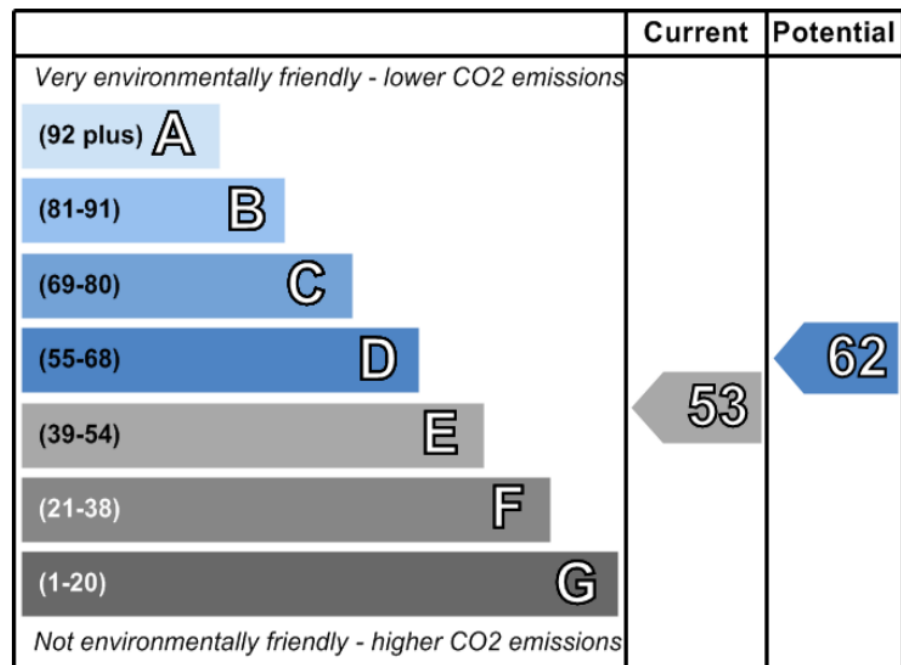 Current Potential
Very environmentally friendly - lower CO2 emissions
(92 plus) A
(81-91) B
(69-80) C
(55-68) D
62
(39-54) E
53
(21-38) F
(1-20) G
Not environmentally friendly - higher CO2 emissions